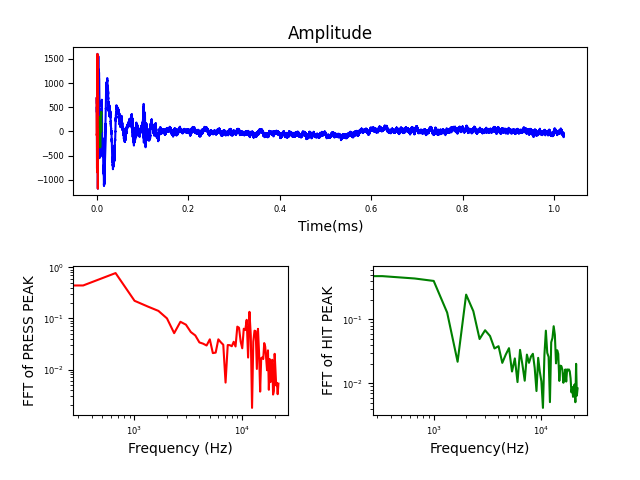 Amplitude
1500
1000
500
0
−500
−1000
0.0 0.2 0.4 0.6 0.8 1.0
Time(ms)
FFT of PRESS PEAK
10⁰
10⁻¹
10⁻²
10³ 10⁴
Frequency (Hz)
FFT of HIT PEAK
10⁻¹
10⁻²
10³ 10⁴
Frequency(Hz)